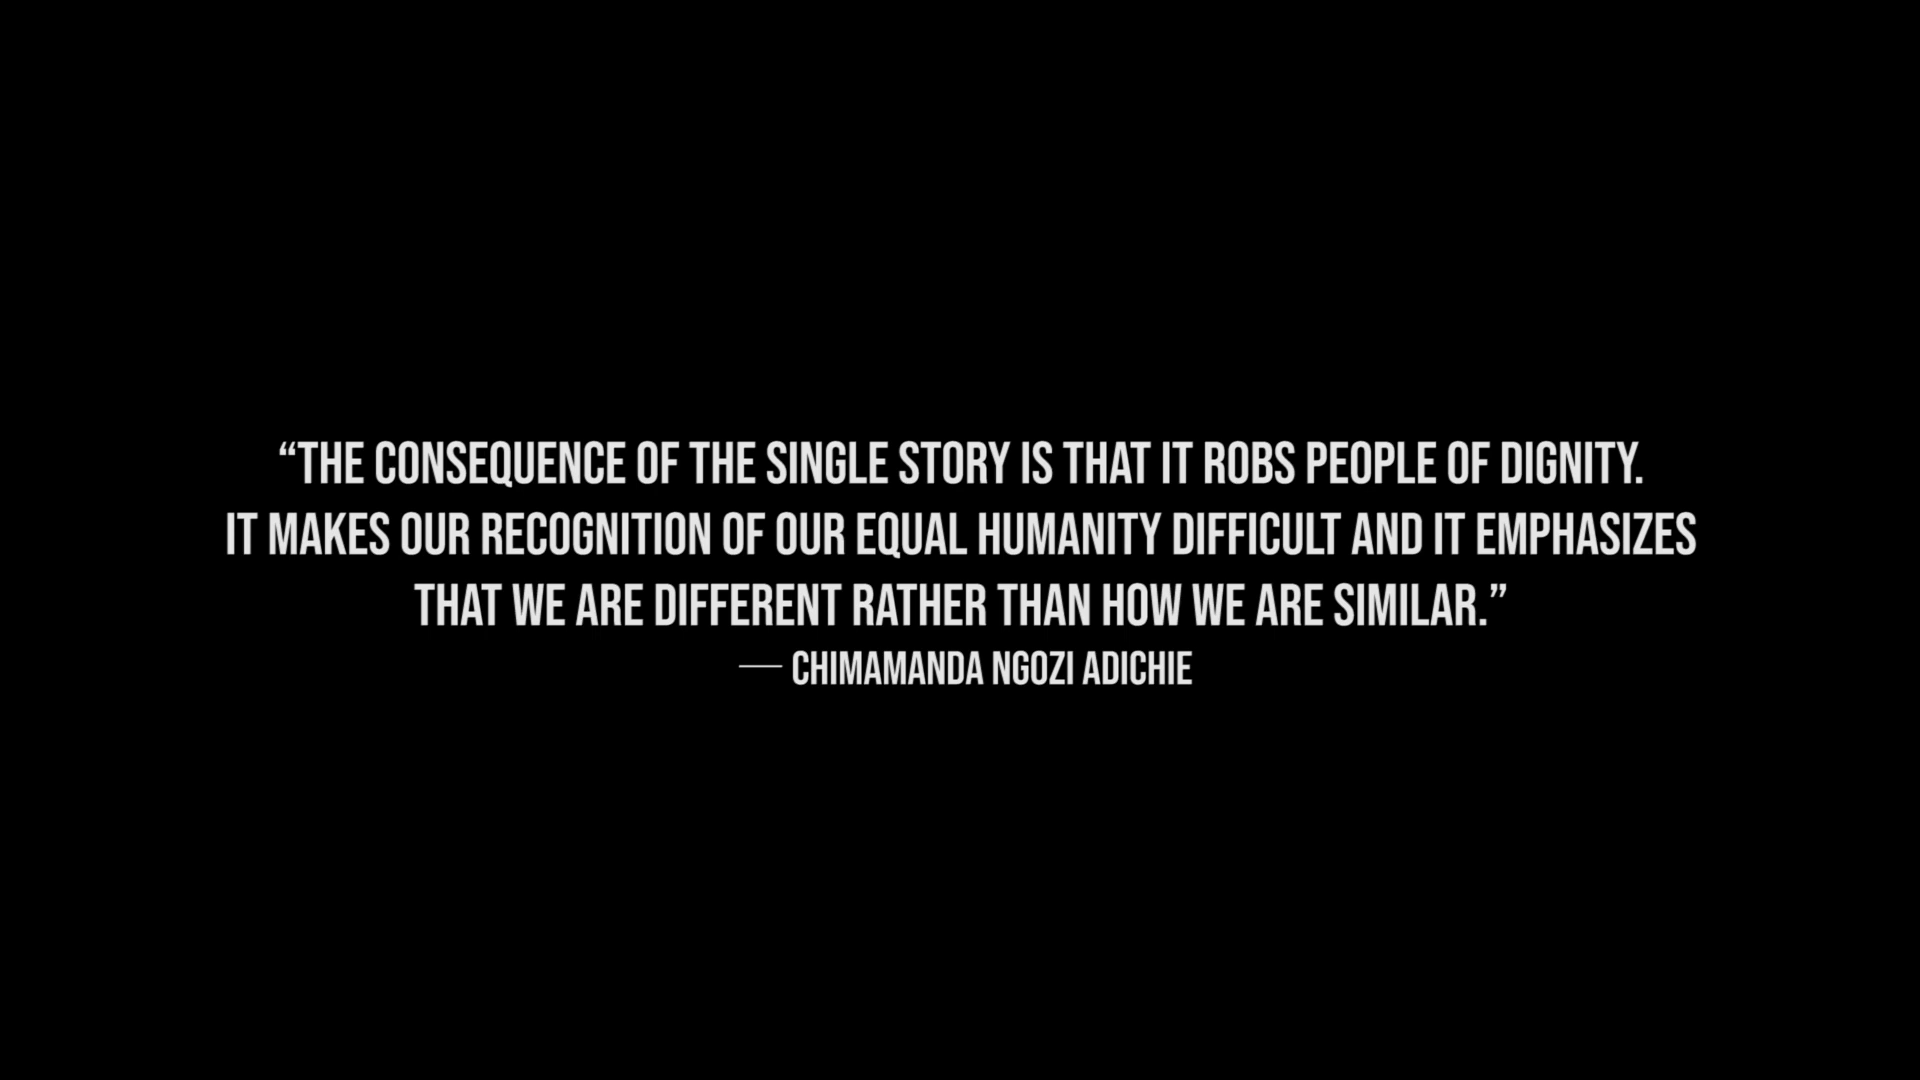 “THE CONSEQUENCE OF THE SINGLE STORY IS THAT IT ROBS PEOPLE OF DIGNITY.
IT MAKES OUR RECOGNITION OF OUR EQUAL HUMANITY DIFFICULT AND IT EMPHASIZES
THAT WE ARE DIFFERENT RATHER THAN HOW WE ARE SIMILAR.”
— CHIMAMANDA NGOZI ADICHIE